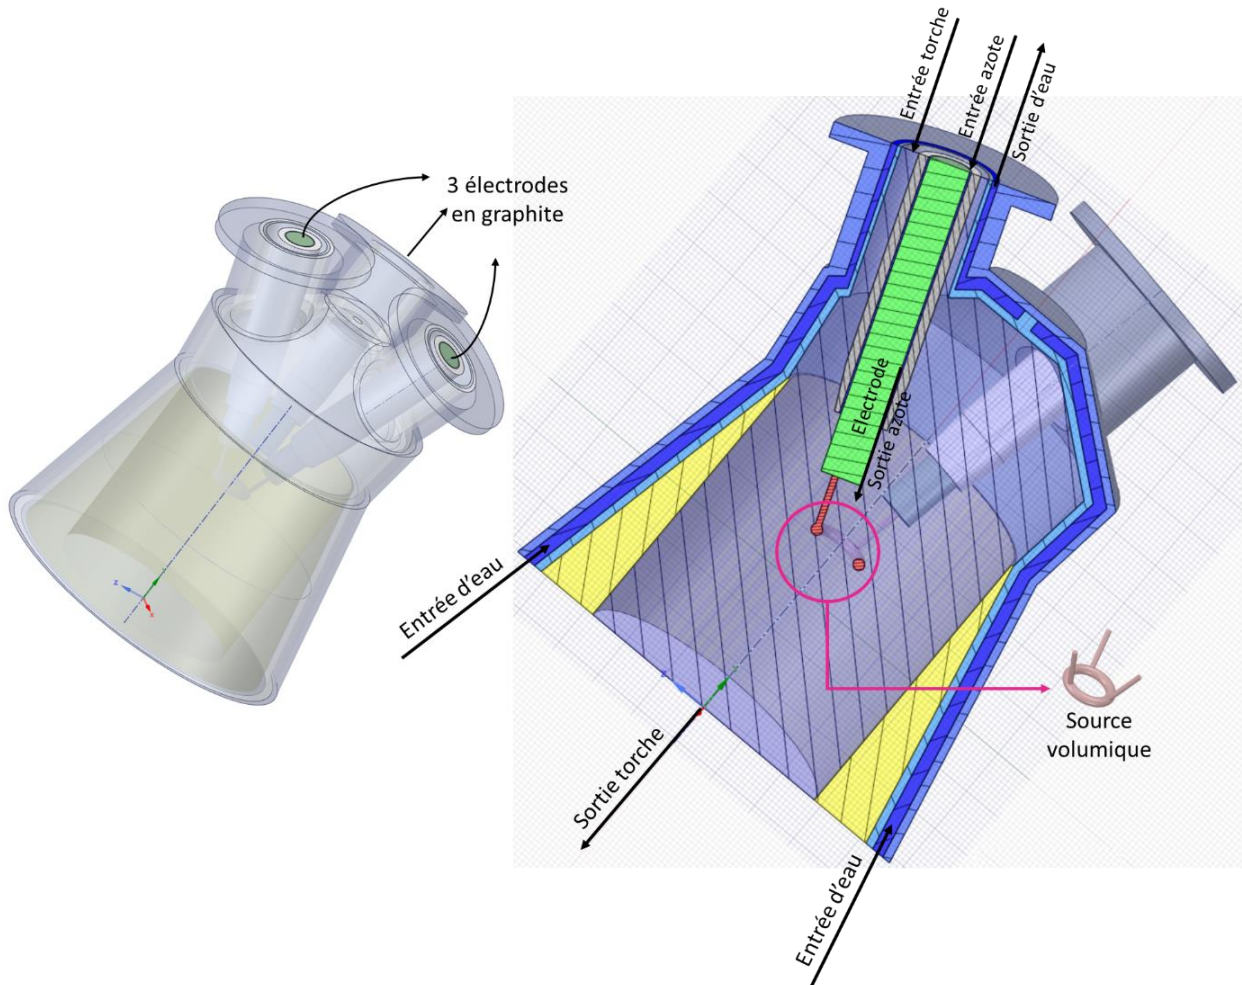 3 électrodes
en graphite
Entrée torche
Entrée azote
Sortie d'eau
Electrode
Sortie azote
Entrée d'eau
Sortie torche
Entrée d'eau
Source
volumique
z
x
z